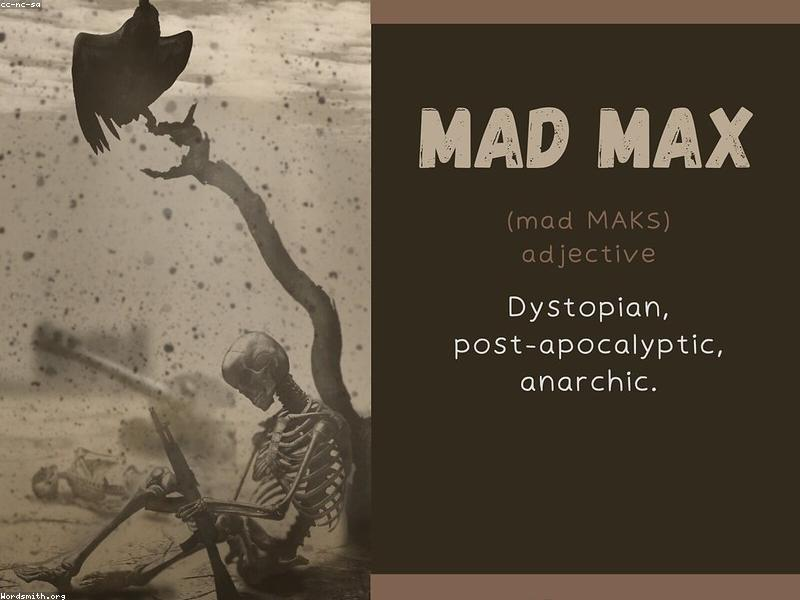 cc-nc-sa
MAD MAX
(mad MAKS)
adjective
Dystopian,
post-apocalyptic,
anarchic.
Wordsmith.org